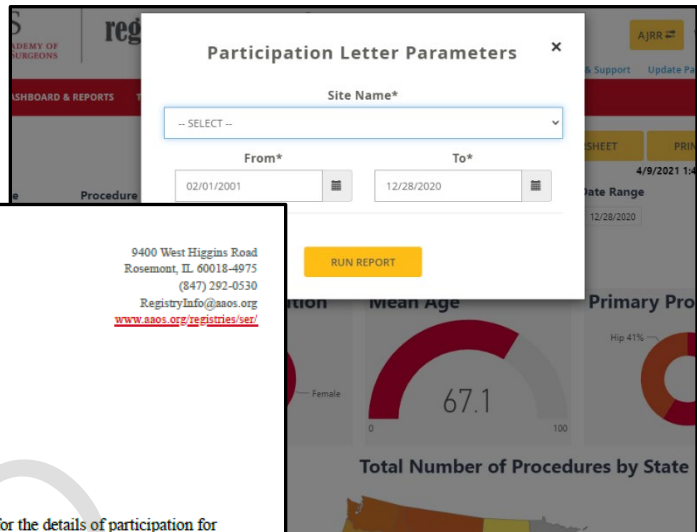 S
reg
ADEMY OF
SURGEONS
AJRR
& Support
Update Pa
ASHBOARD & REPORTS
T
Participation Letter Parameters
×
Site Name*
-- SELECT --
From*
To*
02/01/2001
12/28/2020
RUN REPORT
SHEET
PRIN
4/9/2021 1:4
e
Procedure
Date Range
12/28/2020
9400 West Higgins Road
Rosemont, IL 60018-4975
(847) 292-0530
RegistryInfo@aaos.org
www.aaos.org/registries/ser/
ution
Mean Age
Primary Pro
Female
67.1
0
100
Hip 41%
Total Number of Procedures by State
for the details of participation for